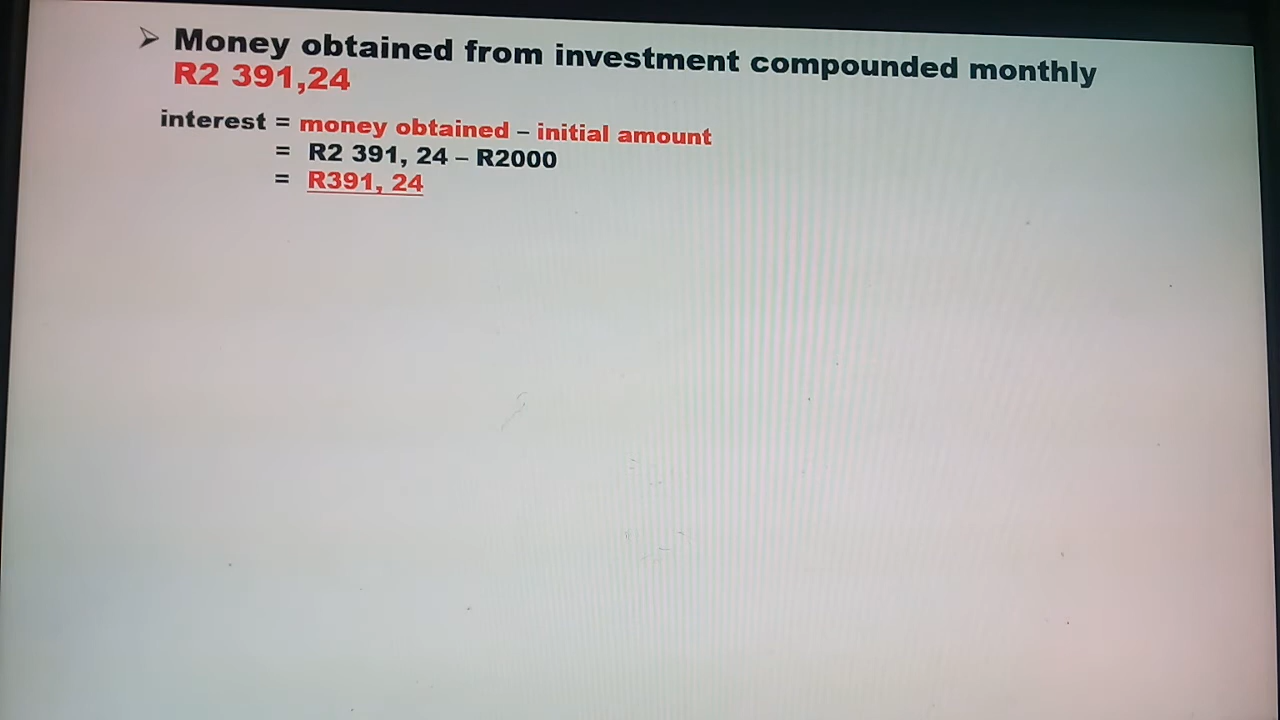 ➢ Money obtained from investment compounded monthly
R2 391,24
interest = money obtained – initial amount
= R2 391, 24 – R2000
= R391, 24